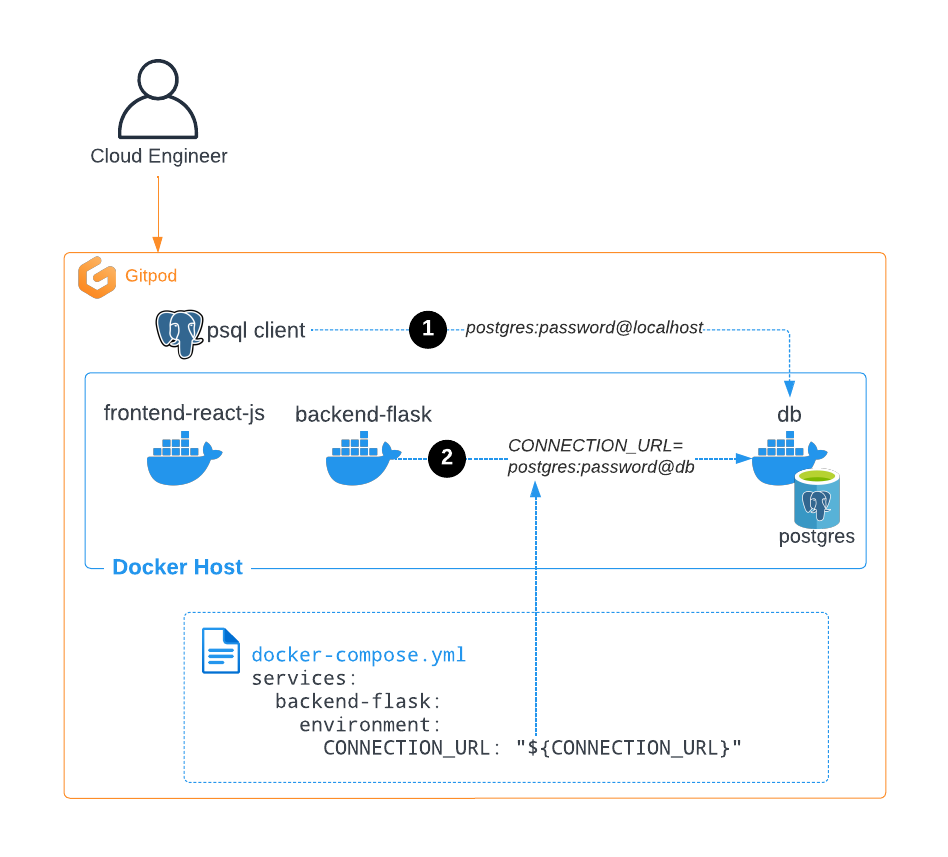 Cloud Engineer
Gitpod
psql client
1
postgres:password@localhost
frontend-react-js
backend-flask
db
2
CONNECTION_URL=
postgres:password@db
postgres
Docker Host
docker-compose.yml
services:
backend-flask:
environment:
CONNECTION_URL: "${CONNECTION_URL}"